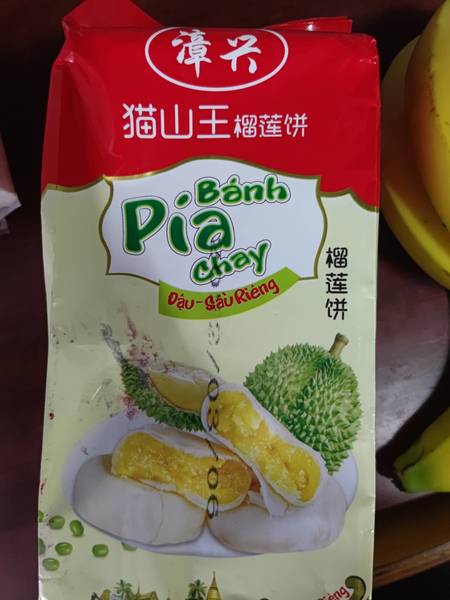 漳兴
猫山王榴莲饼
Bánh
Pía
chay
Đậu-Sầu Riêng
榴莲饼